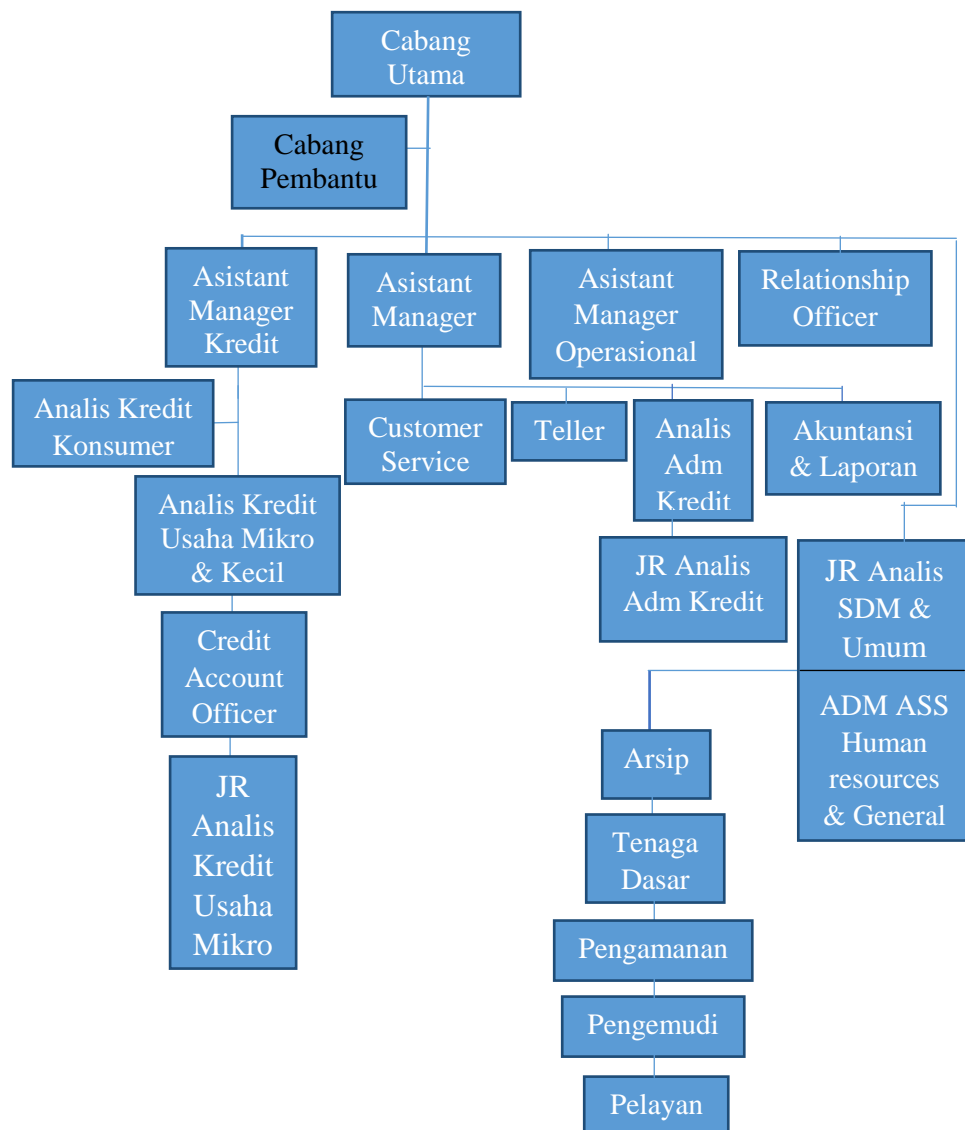 Cabang
Utama
Cabang
Pembantu
Asistant
Manager
Kredit
Asistant
Manager
Asistant
Manager
Operasional
Relationship
Officer
Analis Kredit
Konsumer
Customer
Service
Teller
Analis
Adm
Kredit
Akuntansi
& Laporan
Analis Kredit
Usaha Mikro
& Kecil
JR Analis
Adm Kredit
JR Analis
SDM &
Umum
Credit
Account
Officer
ADM ASS
Human
resources
& General
Arsip
JR
Analis
Kredit
Usaha
Mikro
Tenaga
Dasar
Pengamanan
Pengemudi
Pelayan